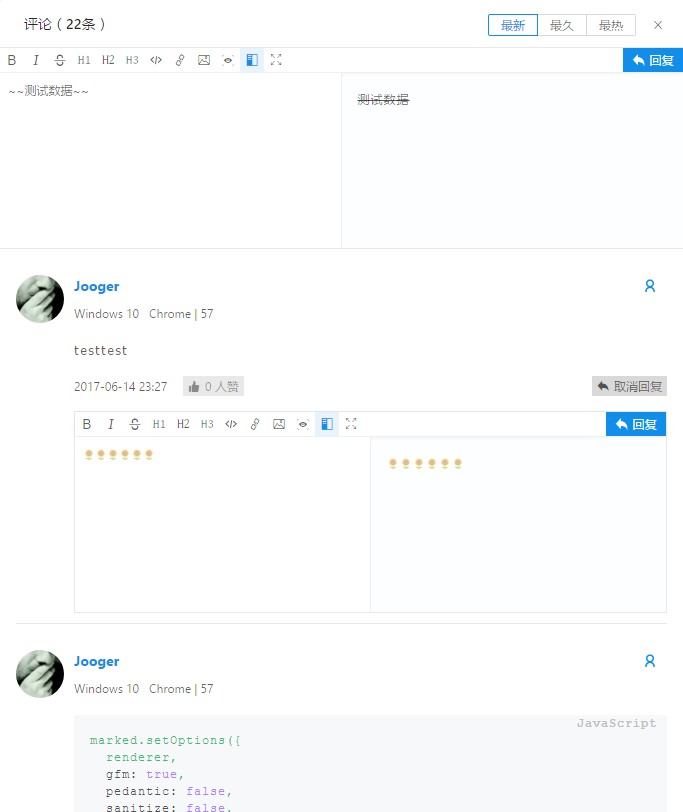 评论（22条）
最新 最久 最热
B I S H1 H2 H3 回复
~~测试数据~~
测试数据
Jooger
Windows 10 Chrome | 57
testtest
2017-06-14 23:27 0 人赞 取消回复
B I S H1 H2 H3 回复
Jooger
Windows 10 Chrome | 57
JavaScript
marked.setOptions({
renderer,
gfm: true,
pedantic: false,
sanitize: false,